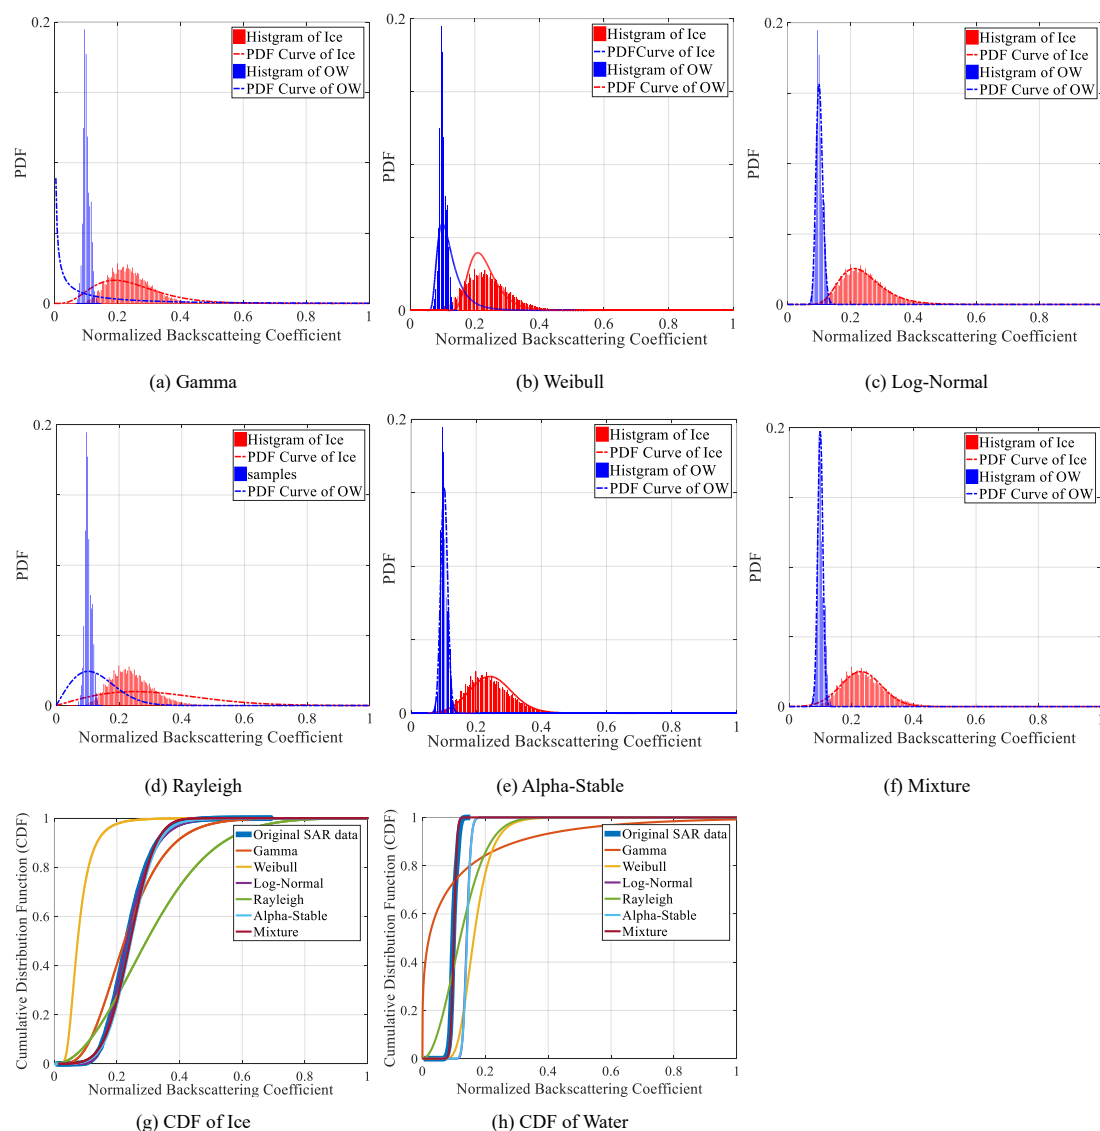 0.2
PDF
0
Histgram of Ice
PDF Curve of Ice
Histgram of OW
PDF Curve of OW
0 0.2 0.4 0.6 0.8 1
Normalized Backscatteing Coefficient
(a) Gamma
0.2
PDF
0
Histgram of Ice
PDFCurve of Ice
Histgram of OW
PDF Curve of OW
0 0.2 0.4 0.6 0.8 1
Normalized Backscattering Coefficient
(b) Weibull
0.2
PDF
0
Histgram of Ice
PDF Curve of Ice
Histgram of OW
PDF Curve of OW
0 0.2 0.4 0.6 0.8
Normalized Backscattering Coefficient
(c) Log-Normal
0.2
PDF
0
Histgram of Ice
PDF Curve of Ice
samples
PDF Curve of OW
0 0.2 0.4 0.6 0.8 1
Normalized Backscattering Coefficient
(d) Rayleigh
0.2
PDF
0
Histgram of Ice
PDF Curve of Ice
Histgram of OW
PDF Curve of OW
0 0.2 0.4 0.6 0.8 1
Normalized Backscattering Coefficient
(e) Alpha-Stable
0.2
PDF
0
Histgram of Ice
PDF Curve of Ice
Histgram of OW
PDF Curve of OW
0 0.2 0.4 0.6 0.8 1
Normalized Backscattering Coefficient
(f) Mixture
Cumulative Distribution Function (CDF)
1
0.8
0.6
0.4
0.2
0
Original SAR data
Gamma
Weibull
Log-Normal
Rayleigh
Alpha-Stable
Mixture
0 0.2 0.4 0.6 0.8 1
Normalized Backscattering Coefficient
(g) CDF of Ice
Cumulative Distribution Function (CDF)
1
0.8
0.6
0.4
0.2
0
Original SAR data
Gamma
Weibull
Log-Normal
Rayleigh
Alpha-Stable
Mixture
0 0.2 0.4 0.6 0.8 1
Normalized Backscattering Coefficient
(h) CDF of Water